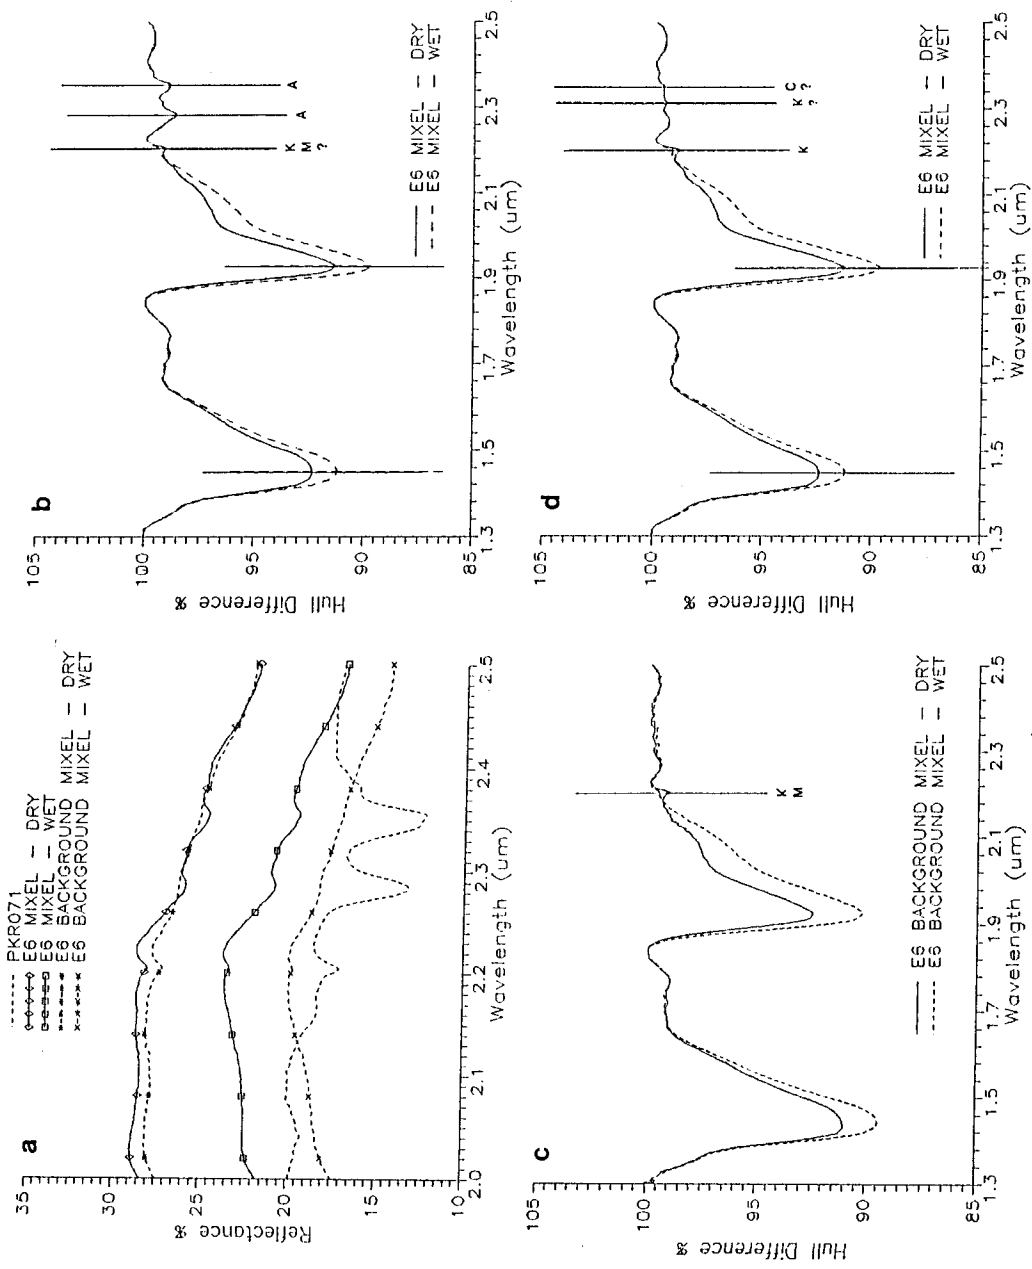 a
PKR071
E6 MIXEL — DRY
E6 MIXEL — WET
E6 BACKGROUND MIXEL — DRY
E6 BACKGROUND MIXEL — WET
35
30
25
20
15
10
Reflectance %
2.0
2.1
2.2
2.3
2.4
2.5
Wavelength (um)
b
105
100
95
90
85
Hull Difference %
1.3
1.5
1.7
1.9
2.1
2.3
2.5
Wavelength (um)
K
M
?
A
A
E6 MIXEL — DRY
E6 MIXEL — WET
c
105
100
95
90
85
Hull Difference %
1.3
1.5
1.7
1.9
2.1
2.3
2.5
Wavelength (um)
K
M
E6 BACKGROUND MIXEL — DRY
E6 BACKGROUND MIXEL — WET
d
105
100
95
90
85
Hull Difference %
1.3
1.5
1.7
1.9
2.1
2.3
2.5
Wavelength (um)
K
K
?
C
?
E6 MIXEL — DRY
E6 MIXEL — WET